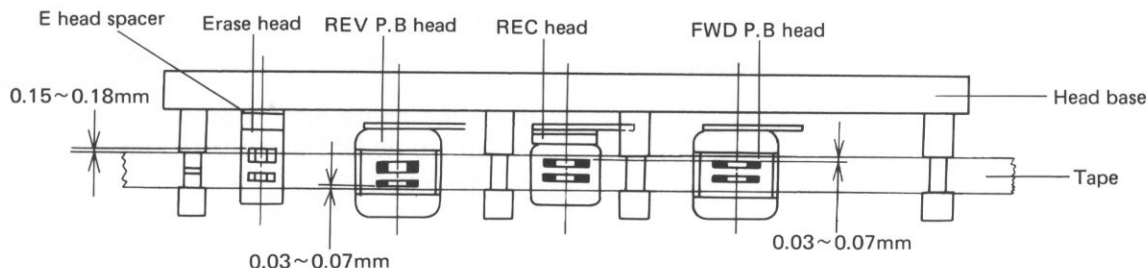 E head spacer
Erase head
REV P.B head
REC head
FWD P.B head
0.15~0.18mm
Head base
Tape
0.03~0.07mm
0.03~0.07mm